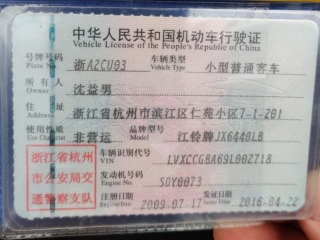 中华人民共和国机动车行驶证
Vehicle License of the People's Republic of China
号牌号码 浙A2CU03 车辆类型 小型普通客车
Plate No. Vehicle Type
所有人 沈益男
Owner
住址 浙江省杭州市滨江区仁苑小区7-1-201
Address
使用性质 非营运 品牌型号 江铃牌JX6440LB
Use Character Model
浙江省杭州 车辆识别代号 LVXCCGBA69L002718
VIN
市公安局交 发动机号码 SDY0073
Engine No.
通警察支队 注册日期 2009-07-17 发证日期 2016-04-22
Register Date Issue Date